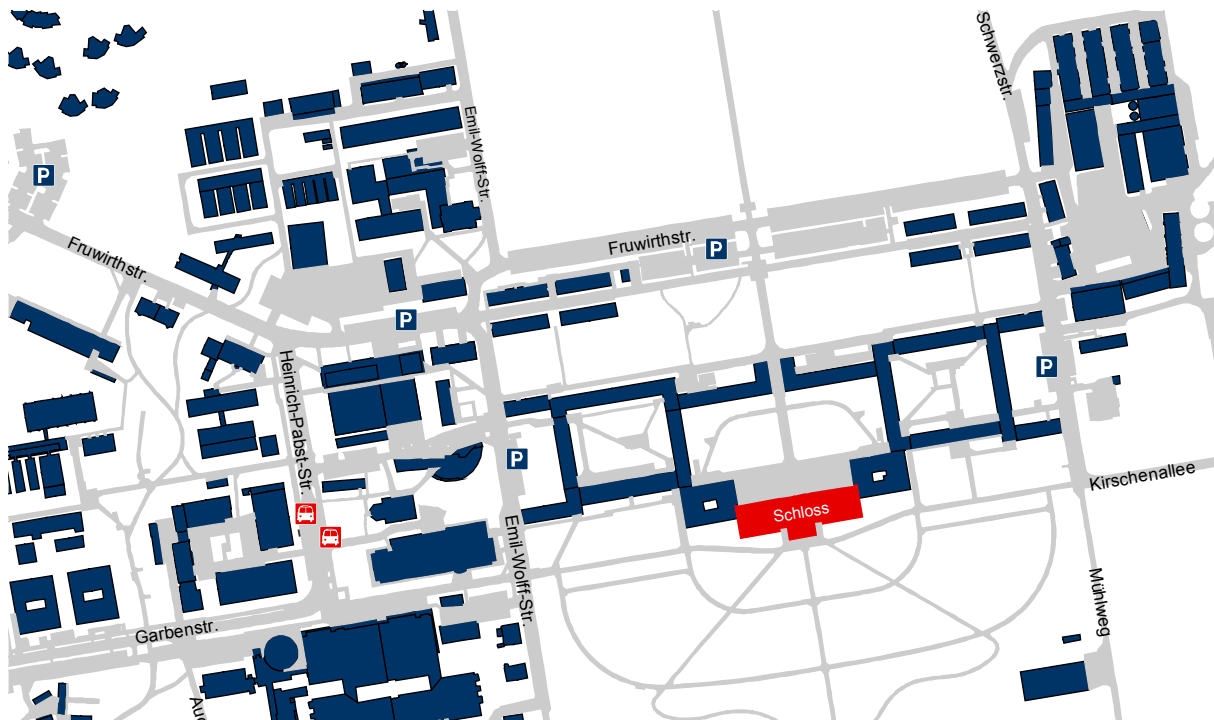 Schwerzstr.
Emil-Wolff-Str.
P
Fruwirthstr.
Fruwirthstr.
P
P
Heinrich-Pabst-Str.
P
P
Kirschenallee
Schloss
Emil-Wolff-Str.
Mühlweg
Garbenstr.